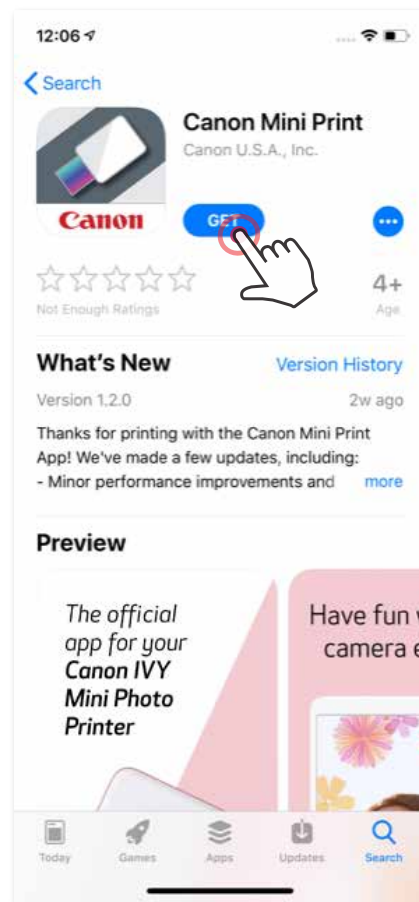 12:06
Search
Canon Mini Print
Canon U.S.A., Inc.
Canon
GET
4+
Not Enough Ratings
Age
What's New
Version History
Version 1.2.0
2w ago
Thanks for printing with the Canon Mini Print
App! We've made a few updates, including:
- Minor performance improvements and more
Preview
The official
app for your
Canon IVY
Mini Photo
Printer
Have fun
camera e
Today
Games
Apps
Updates
Search